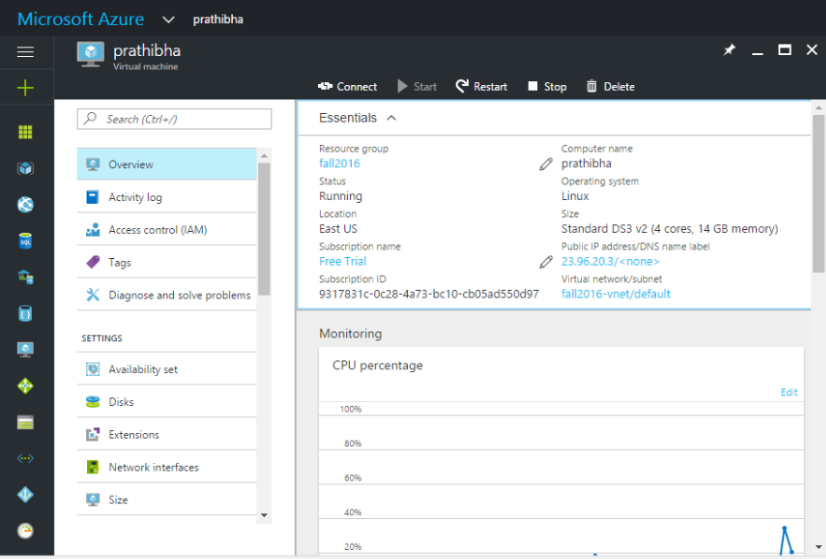 Microsoft Azure prathibha
prathibha
Virtual machine
Connect Start Restart Stop Delete
Search (Ctrl+/)
Overview
Activity log
Access control (IAM)
Tags
Diagnose and solve problems
SETTINGS
Availability set
Disks
Extensions
Network interfaces
Size
Essentials
Resource group
fall2016
Status
Running
Location
East US
Subscription name
Free Trial
Subscription ID
9317831c-0c28-4a73-bc10-cb05ad550d97
Computer name
prathibha
Operating system
Linux
Size
Standard DS3 v2 (4 cores, 14 GB memory)
Public IP address/DNS name label
23.96.20.3/<none>
Virtual network/subnet
fall2016-vnet/default
Monitoring
CPU percentage
Edit
100%
80%
60%
40%
20%